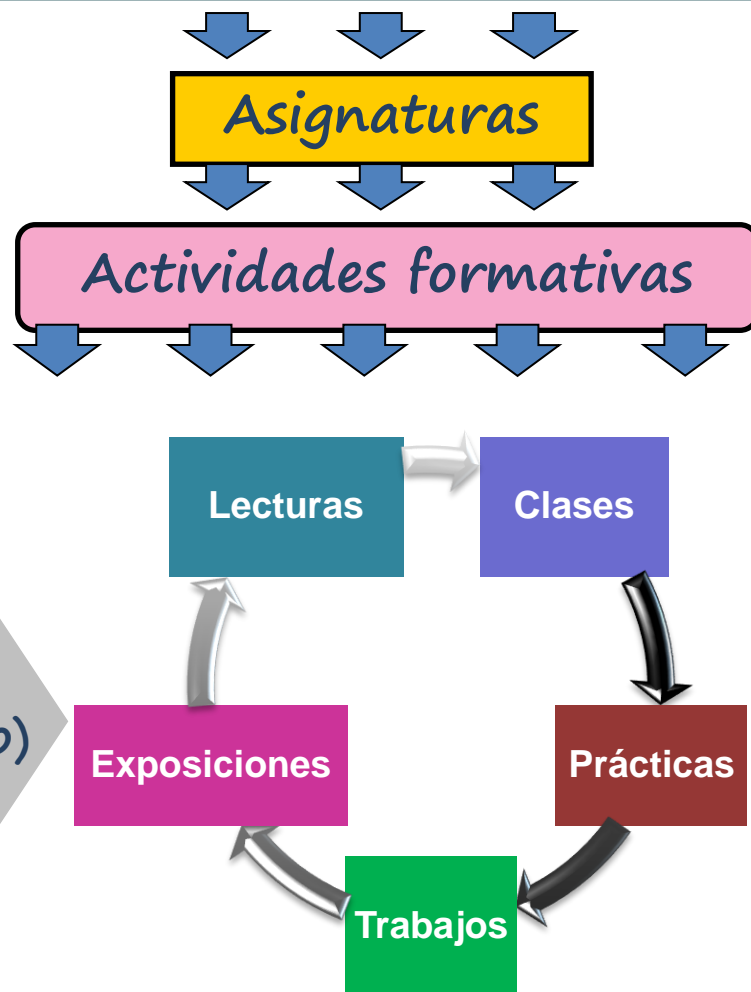 Asignaturas
Actividades formativas
Lecturas
Clases
Exposiciones
Prácticas
Trabajos